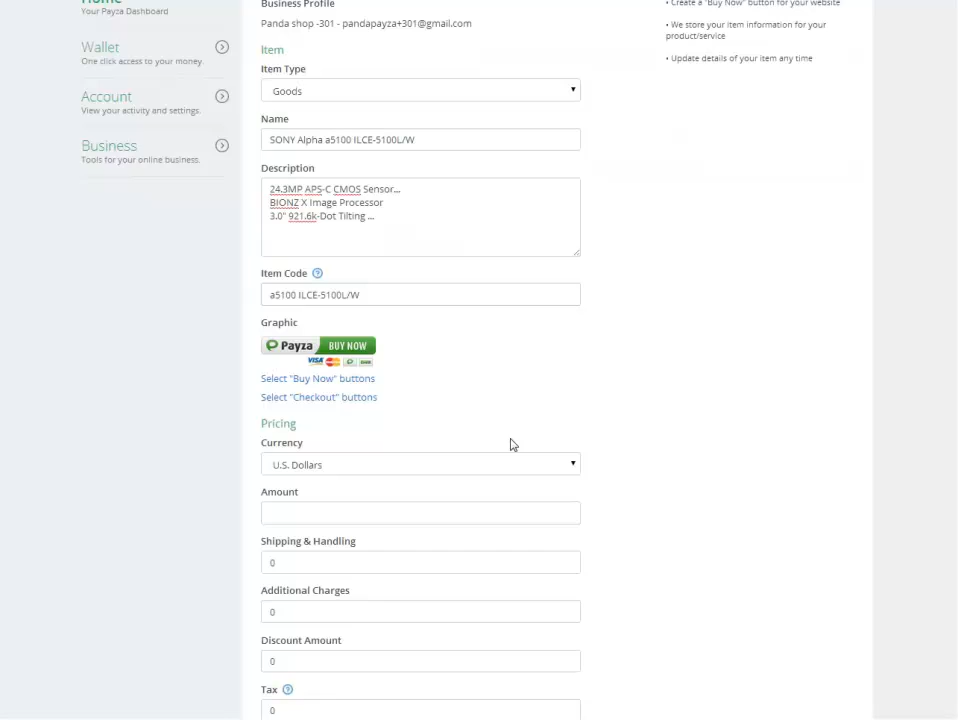 Home
Your Payza Dashboard
Wallet
One click access to your money.
Account
View your activity and settings.
Business
Tools for your online business.
Business Profile
Panda shop -301 - pandapayza+301@gmail.com
Item
Item Type
Goods
Name
SONY Alpha a5100 ILCE-5100L/W
Description
24.3MP APS-C CMOS Sensor...
BIONZ X Image Processor
3.0" 921.6k-Dot Tilting ...
Item Code ?
a5100 ILCE-5100L/W
Graphic
Payza BUY NOW
VISA
Select "Buy Now" buttons
Select "Checkout" buttons
Pricing
Currency
U.S. Dollars
Amount
Shipping & Handling
0
Additional Charges
0
Discount Amount
0
Tax ?
0
• Create a "Buy Now" button for your website
• We store your item information for your
product/service
• Update details of your item any time